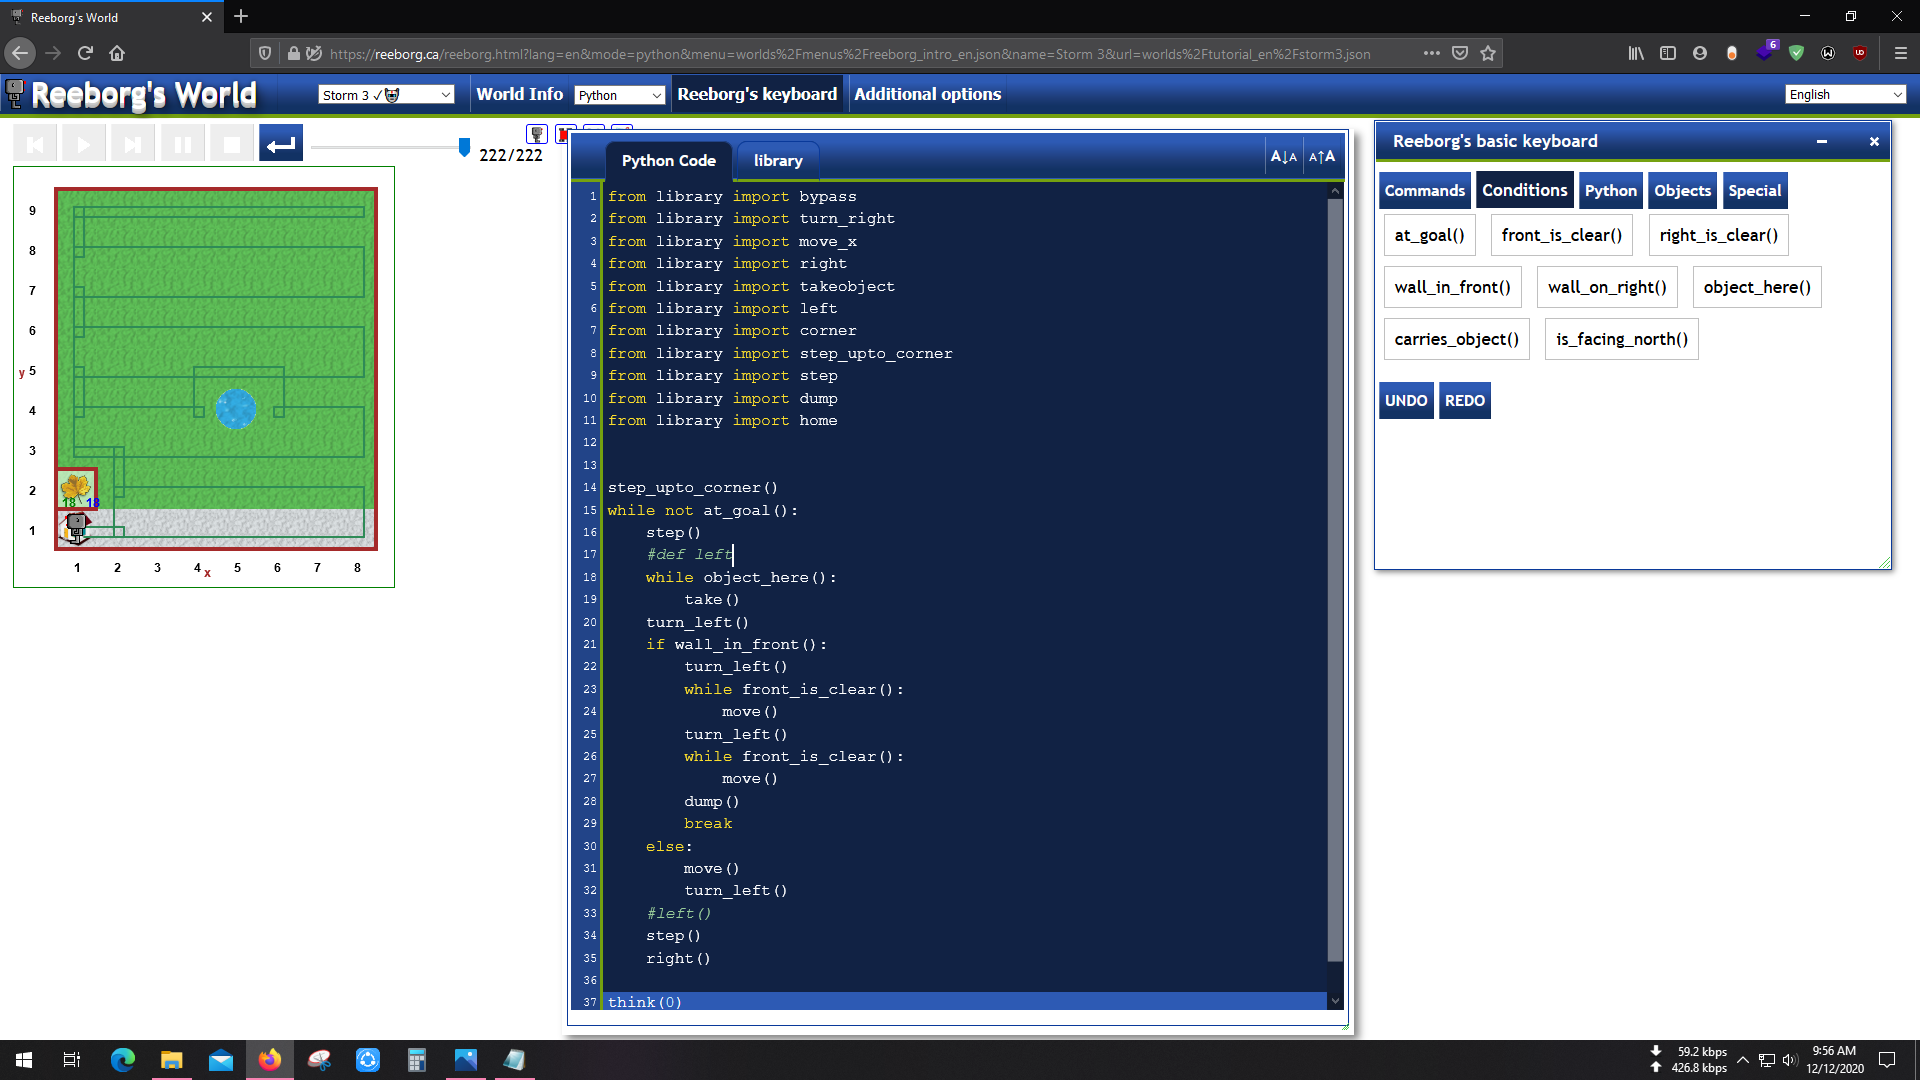 Reeborg's World
https://reeborg.ca/reeborg.html?lang=en&mode=python&menu=worlds%2Fmenus%2Freeborg_intro_en.json&name=Storm 3&url=worlds%2Ftutorial_en%2Fstorm3.json
6
Reeborg's World
Storm 3 ✓
World Info
Python
Reeborg's keyboard
Additional options
English
222/222
9
8
7
6
y 5
4
3
2
1
18 18
1 2 3 4 x 5 6 7 8
Python Code
library
A↓A
A↑A
1 from library import bypass
2 from library import turn_right
3 from library import move_x
4 from library import right
5 from library import takeobject
6 from library import left
7 from library import corner
8 from library import step_upto_corner
9 from library import step
10 from library import dump
11 from library import home
12
13
14 step_upto_corner()
15 while not at_goal():
16 step()
17 #def left
18 while object_here():
19 take()
20 turn_left()
21 if wall_in_front():
22 turn_left()
23 while front_is_clear():
24 move()
25 turn_left()
26 while front_is_clear():
27 move()
28 dump()
29 break
30 else:
31 move()
32 turn_left()
33 #left()
34 step()
35 right()
36
37 think(0)
Reeborg's basic keyboard
Commands
Conditions
Python
Objects
Special
at_goal()
front_is_clear()
right_is_clear()
wall_in_front()
wall_on_right()
object_here()
carries_object()
is_facing_north()
UNDO
REDO
59.2 kbps
426.8 kbps
9:56 AM
12/12/2020